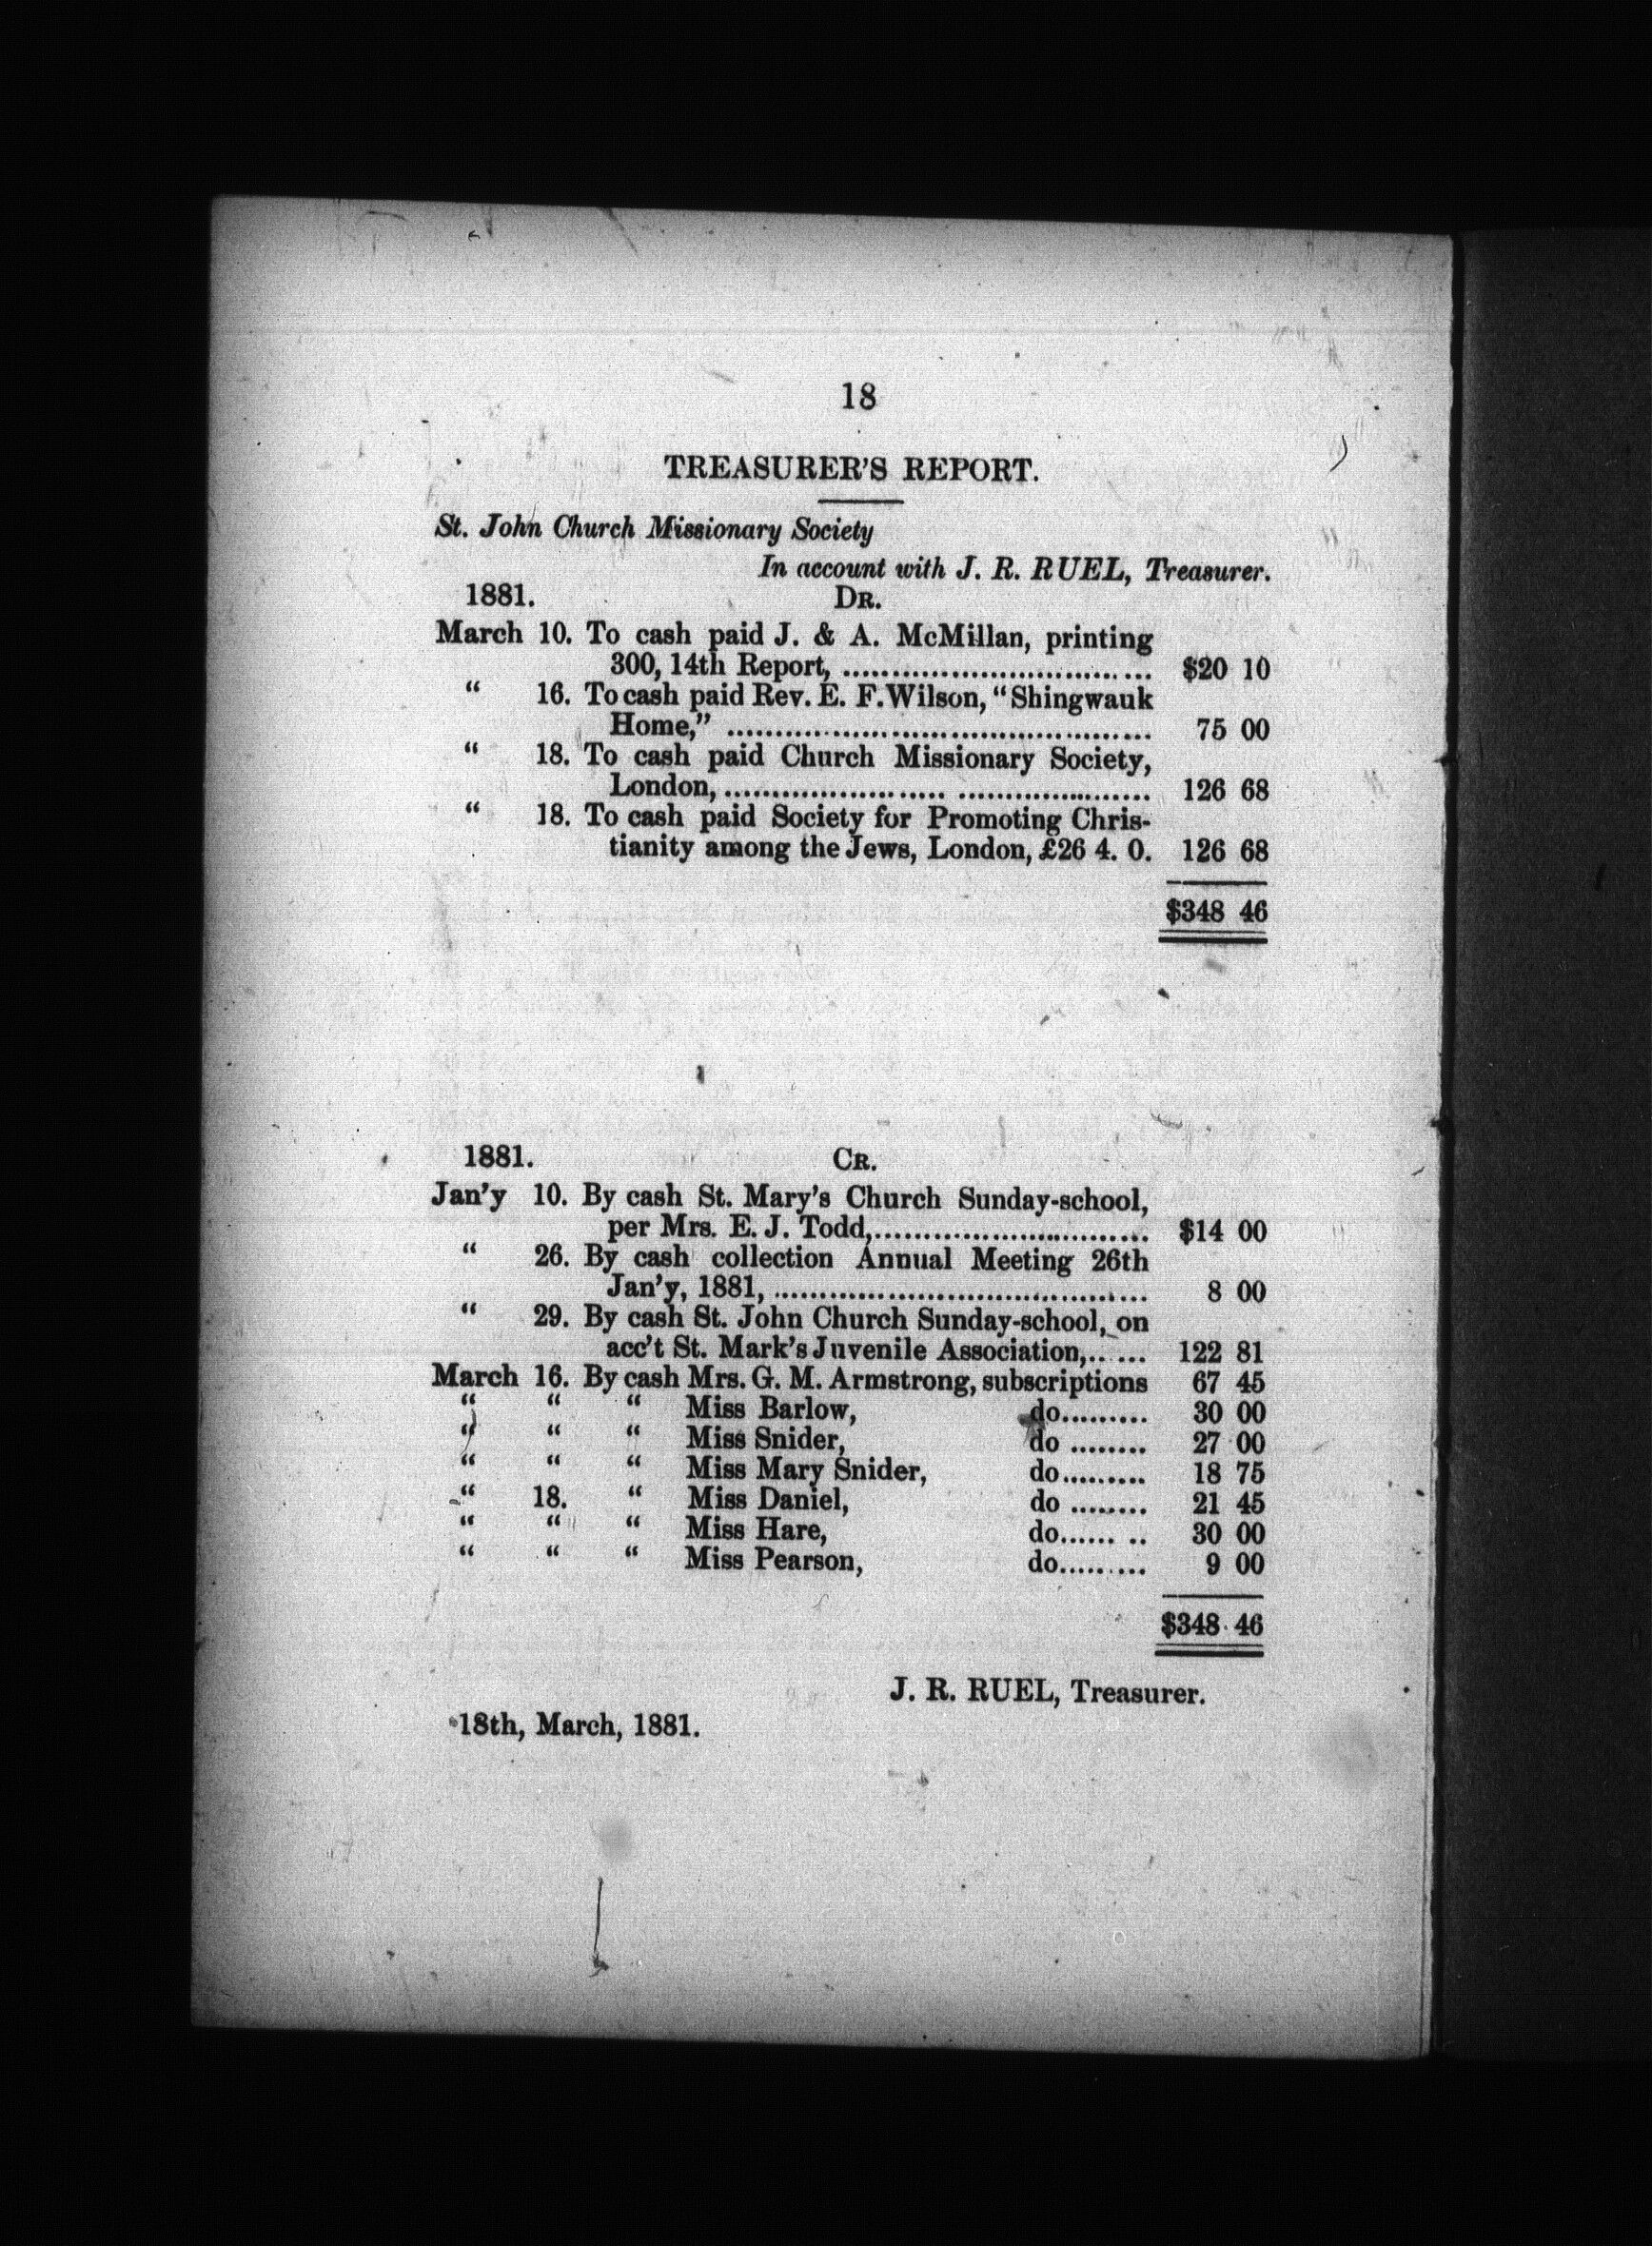 18
TREASURER'S REPORT.
St. John Church Missionary Society
In account with J. R. RUEL, Treasurer.
1881. DR.
March 10. To cash paid J. & A. McMillan, printing
300, 14th Report, ................................ $20 10
“ 16. To cash paid Rev. E. F. Wilson, “Shingwauk
Home,” ............................................ 75 00
“ 18. To cash paid Church Missionary Society,
London, ............................................ 126 68
“ 18. To cash paid Society for Promoting Chris-
tianity among the Jews, London, £26 4. 0. 126 68
$348 46
1881. CR.
Jan'y 10. By cash St. Mary's Church Sunday-school,
per Mrs. E. J. Todd, ............................ $14 00
“ 26. By cash collection Annual Meeting 26th
Jan'y, 1881, ...................................... 8 00
“ 29. By cash St. John Church Sunday-school, on
acc't St. Mark's Juvenile Association, ..... 122 81
March 16. By cash Mrs. G. M. Armstrong, subscriptions 67 45
“ “ “ Miss Barlow, do......... 30 00
“ “ “ Miss Snider, do ........ 27 00
“ “ “ Miss Mary Snider, do......... 18 75
“ 18. “ Miss Daniel, do ........ 21 45
“ “ “ Miss Hare, do...... .. 30 00
“ “ “ Miss Pearson, do......... 9 00
$348 46
J. R. RUEL, Treasurer.
18th, March, 1881.